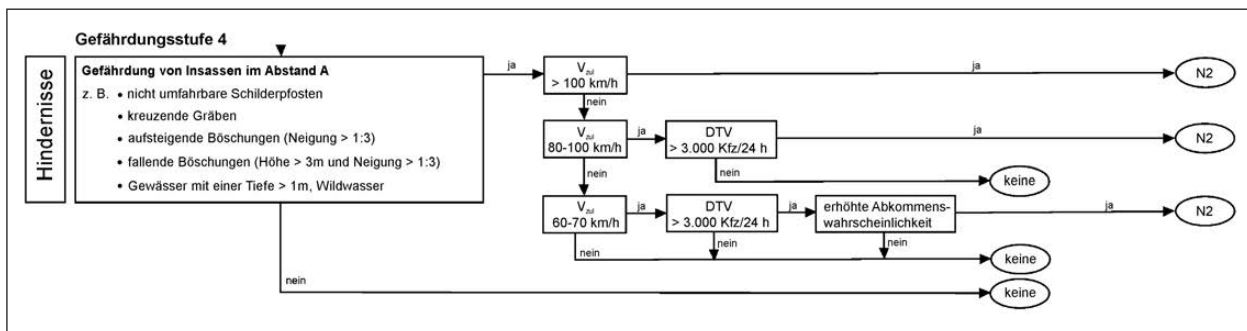 Gefährdungsstufe 4
Hindernisse
Gefährdung von Insassen im Abstand A
z. B. • nicht umfahrbare Schilderpfosten
• kreuzende Gräben
• aufsteigende Böschungen (Neigung > 1:3)
• fallende Böschungen (Höhe > 3m und Neigung > 1:3)
• Gewässer mit einer Tiefe > 1m, Wildwasser
ja
Vzul
> 100 km/h
ja
N2
nein
Vzul
80-100 km/h
ja
DTV
> 3.000 Kfz/24 h
ja
N2
nein
nein
keine
Vzul
60-70 km/h
ja
DTV
> 3.000 Kfz/24 h
ja
erhöhte Abkommens-
wahrscheinlichkeit
ja
N2
nein
nein
nein
keine
nein
keine